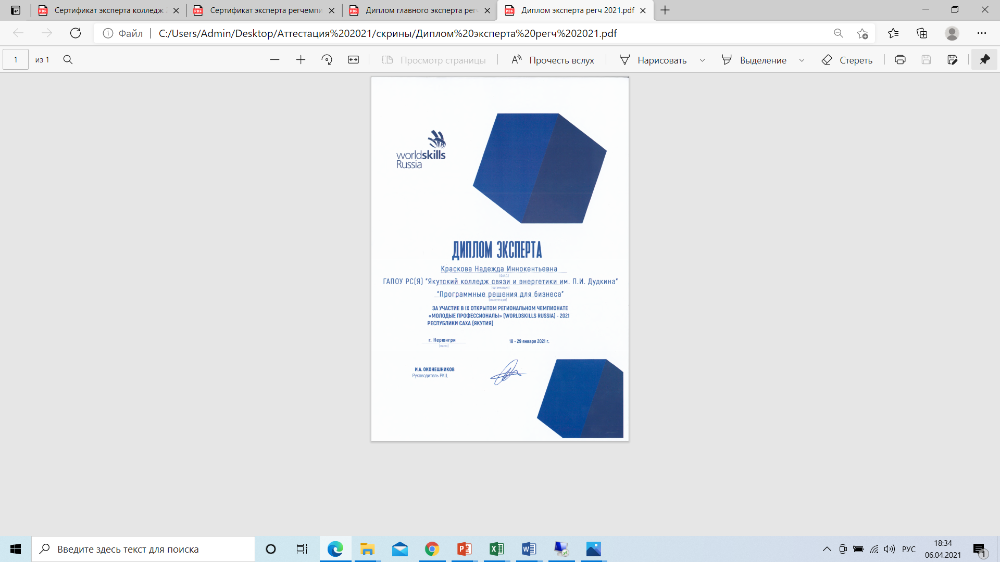 Сертификат эксперта колледж
Сертификат эксперта регчемпи
Диплом главного эксперта рег
Диплом эксперта регч 2021.pdf
Файл
C:/Users/Admin/Desktop/Аттестация%202021/скрины/Диплом%20эксперта%20регч%202021.pdf
1 из 1
Просмотр страницы
Прочесть вслух
Нарисовать
Выделение
Стереть
worldskills
Russia
ДИПЛОМ ЭКСПЕРТА
Краскова Надежда Иннокентьевна
(Ф.И.О.)
ГАПОУ РС(Я) "Якутский колледж связи и энергетики им. П.И. Дудкина"
(организация)
"Программные решения для бизнеса"
(компетенция)
ЗА УЧАСТИЕ В IX ОТКРЫТОМ РЕГИОНАЛЬНОМ ЧЕМПИОНАТЕ
«МОЛОДЫЕ ПРОФЕССИОНАЛЫ» (WORLDSKILLS RUSSIA) - 2021
РЕСПУБЛИКИ САХА (ЯКУТИЯ)
г. Нерюнгри
(место)
18 - 29 января 2021 г.
И.А. ОКОНЕШНИКОВ
Руководитель РКЦ
Введите здесь текст для поиска
РУС
18:34
06.04.2021
1